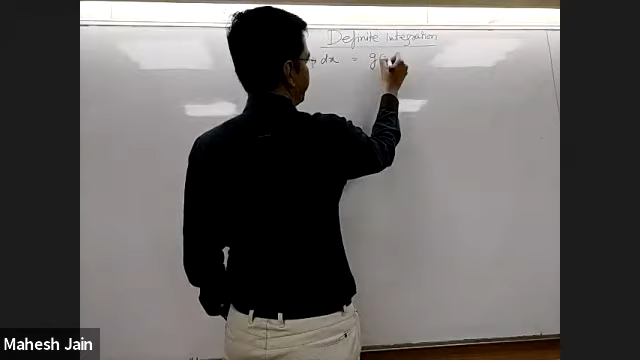 Definite Integration
dx = g
Mahesh Jain